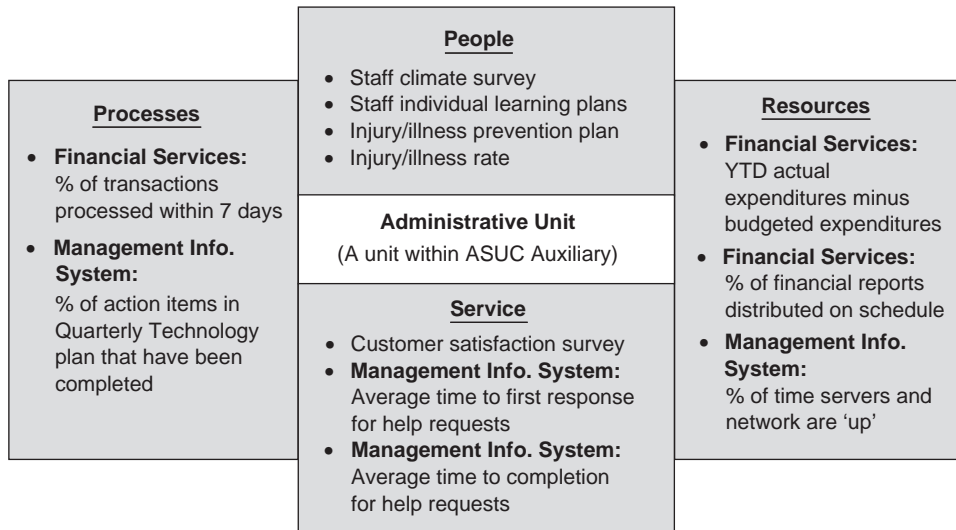 People
• Staff climate survey
• Staff individual learning plans
• Injury/illness prevention plan
• Injury/illness rate
Processes
• Financial Services:
% of transactions
processed within 7 days
• Management Info.
System:
% of action items in
Quarterly Technology
plan that have been
completed
Administrative Unit
(A unit within ASUC Auxiliary)
Resources
• Financial Services:
YTD actual
expenditures minus
budgeted expenditures
• Financial Services:
% of financial reports
distributed on schedule
• Management Info.
System:
% of time servers and
network are ‘up’
Service
• Customer satisfaction survey
• Management Info. System:
Average time to first response
for help requests
• Management Info. System:
Average time to completion
for help requests